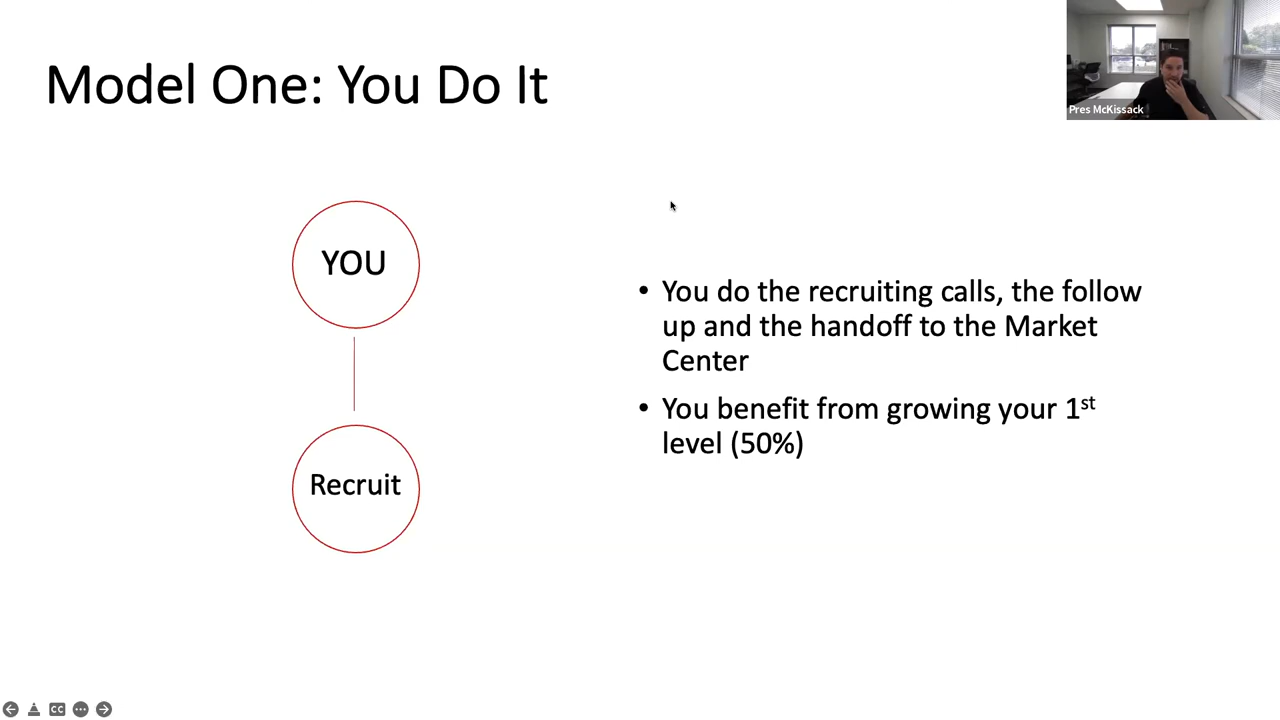 Model One: You Do It
Pres McKissack
YOU
Recruit
• You do the recruiting calls, the follow
up and the handoff to the Market
Center
• You benefit from growing your 1st
level (50%)
CC